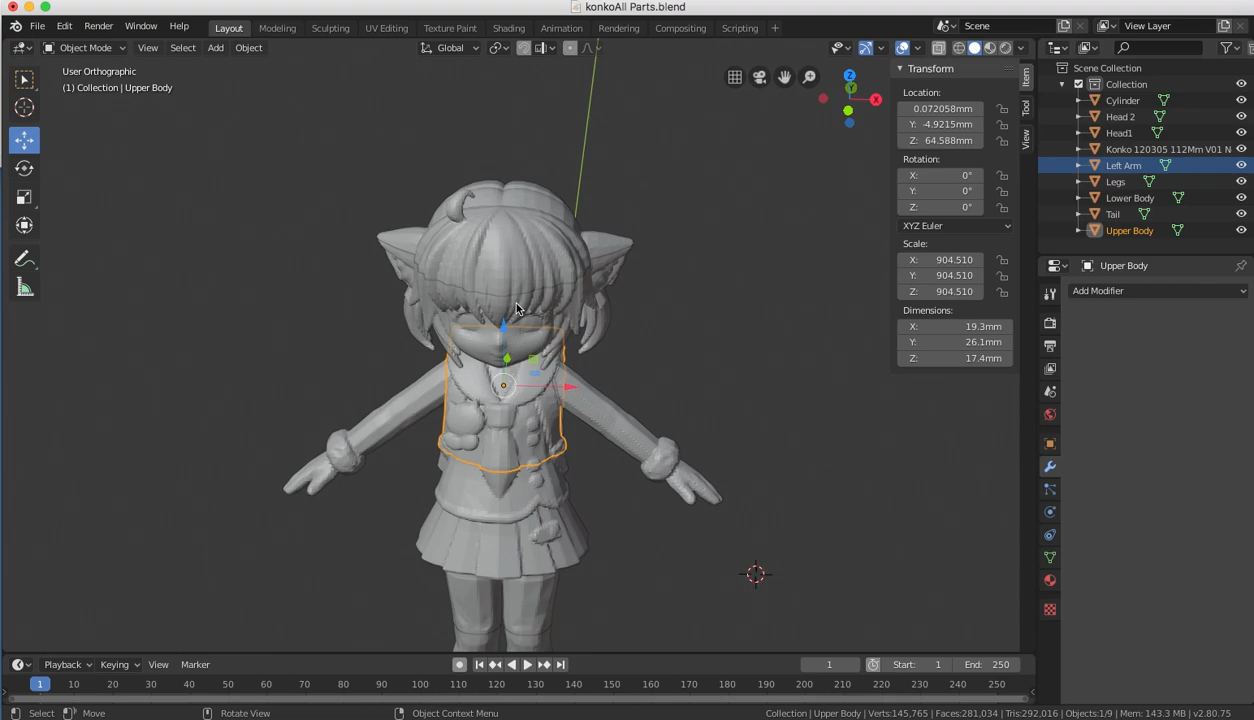 konkoAll Parts.blend
File Edit Render Window Help Layout Modeling Sculpting UV Editing Texture Paint Shading Animation Rendering Compositing Scripting + Scene View Layer
Object Mode View Select Add Object Global
User Orthographic
(1) Collection | Upper Body
Z
Y
X
Transform
Location:
0.072058mm
Y: -4.9215mm
Z: 64.588mm
Rotation:
X: 0°
Y: 0°
Z: 0°
XYZ Euler
Scale:
X: 904.510
Y: 904.510
Z: 904.510
Dimensions:
X: 19.3mm
Y: 26.1mm
Z: 17.4mm
Item
Tool
View
Scene Collection
Collection
Cylinder
Head 2
Head1
Konko 120305 112Mm V01 N
Left Arm
Legs
Lower Body
Tail
Upper Body
Upper Body
Add Modifier
Playback Keying View Marker 1 Start: 1 End: 250
1 10 20 30 40 50 60 70 80 90 100 110 120 130 140 150 160 170 180 190 200 210 220 230 240 250
Select Move Rotate View Object Context Menu Collection | Upper Body | Verts:145,765 | Faces:281,034 | Tris:292,016 | Objects:1/9 | Mem: 143.3 MB | v2.80.75